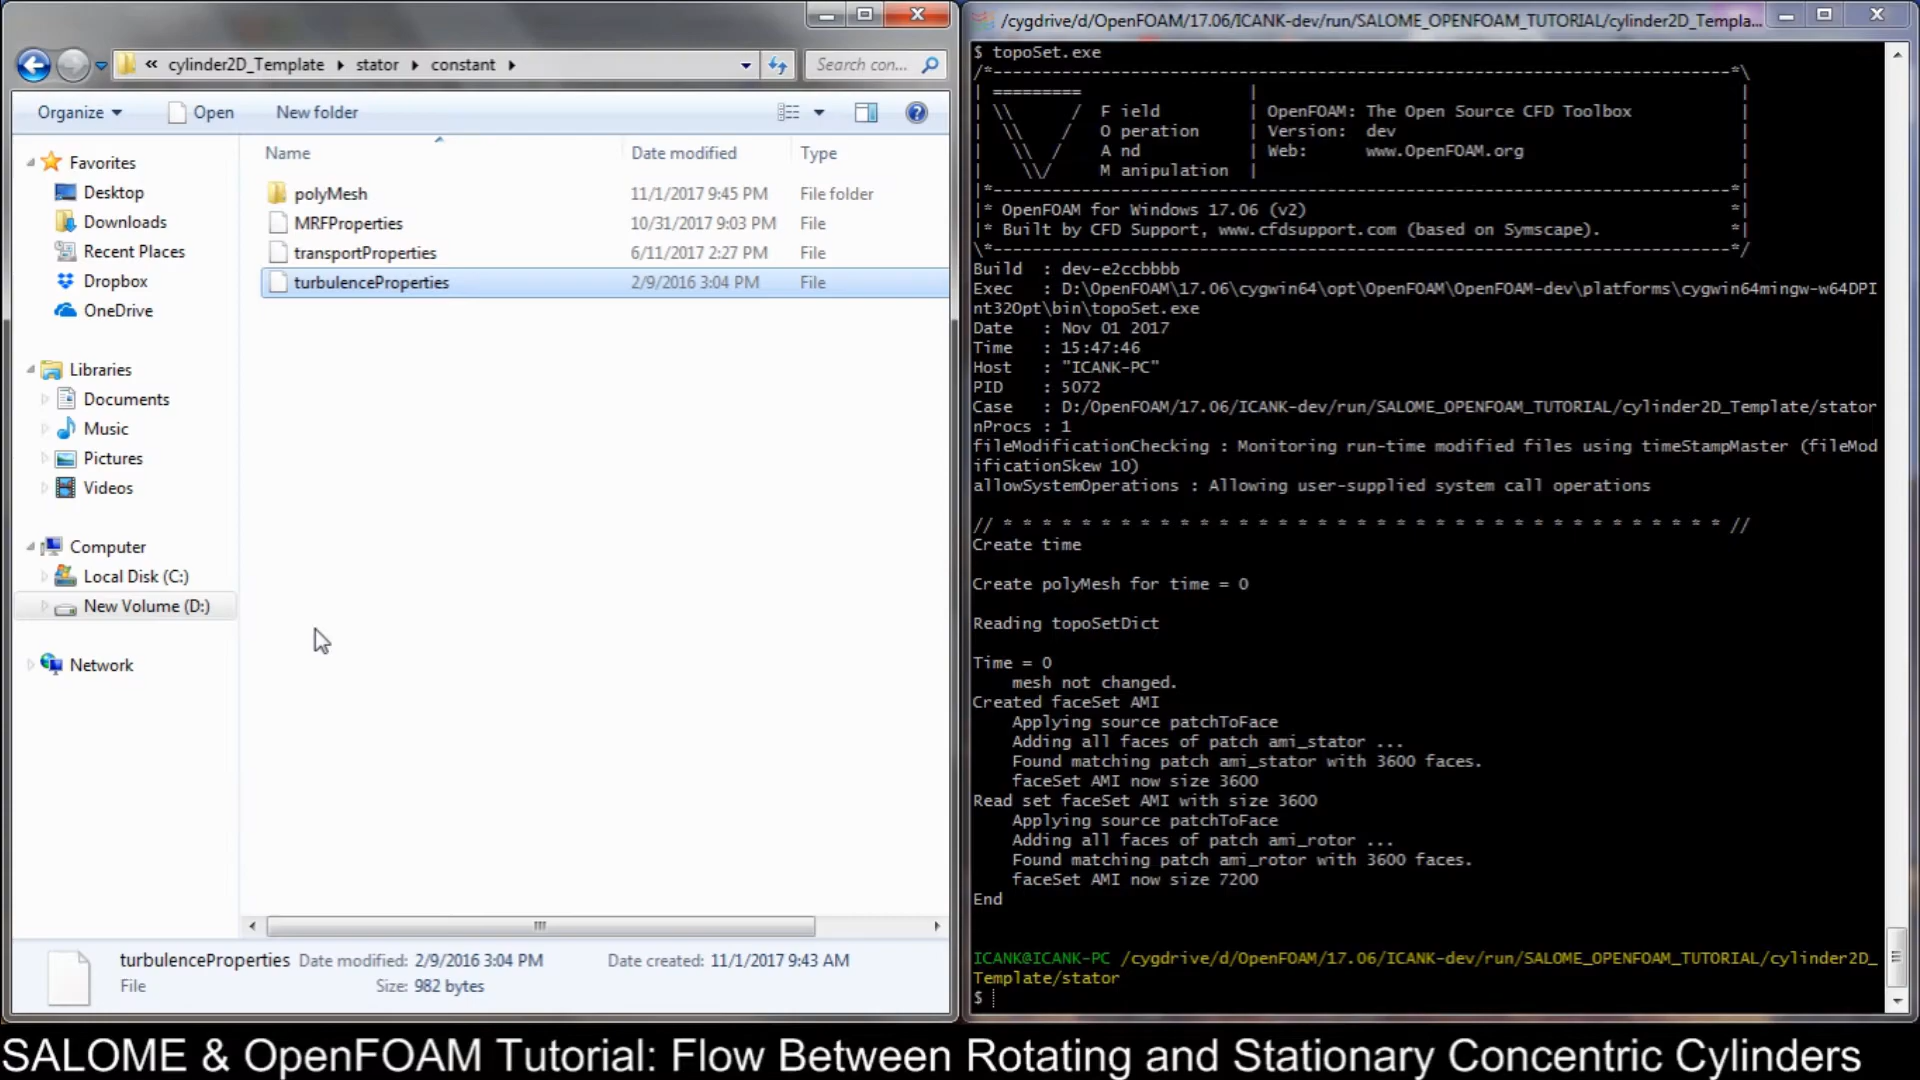 « cylinder2D_Template ▸ stator ▸ constant ▸
Search con...
Organize
Open
New folder
Name
Date modified
Type
polyMesh 11/1/2017 9:45 PM File folder
MRFProperties 10/31/2017 9:03 PM File
transportProperties 6/11/2017 2:27 PM File
turbulenceProperties 2/9/2016 3:04 PM File
Favorites
Desktop
Downloads
Recent Places
Dropbox
OneDrive
Libraries
Documents
Music
Pictures
Videos
Computer
Local Disk (C:)
New Volume (D:)
Network
turbulenceProperties Date modified: 2/9/2016 3:04 PM Date created: 11/1/2017 9:43 AM
File Size: 982 bytes
/cygdrive/d/OpenFOAM/17.06/ICANK-dev/run/SALOME_OPENFOAM_TUTORIAL/cylinder2D_Templa...
$ topoSet.exe
/*---------------------------------------------------------------------------*\
| =========                 |                                                 |
| \\      /  F ield         | OpenFOAM: The Open Source CFD Toolbox           |
|  \\    /   O peration     | Version:  dev                                   |
|   \\  /    A nd           | Web:      www.OpenFOAM.org                      |
|    \\/     M anipulation  |                                                 |
|*---------------------------------------------------------------------------*|
|* OpenFOAM for Windows 17.06 (v2)                                           *|
|* Built by CFD Support, www.cfdsupport.com (based on Symscape).             *|
\*---------------------------------------------------------------------------*/
Build  : dev-e2ccbbbb
Exec   : D:\OpenFOAM\17.06\cygwin64\opt\OpenFOAM\OpenFOAM-dev\platforms\cygwin64mingw-w64DPI
nt32Opt\bin\topoSet.exe
Date   : Nov 01 2017
Time   : 15:47:46
Host   : "ICANK-PC"
PID    : 5072
Case   : D:/OpenFOAM/17.06/ICANK-dev/run/SALOME_OPENFOAM_TUTORIAL/cylinder2D_Template/stator
nProcs : 1
fileModificationChecking : Monitoring run-time modified files using timeStampMaster (fileMod
ificationSkew 10)
allowSystemOperations : Allowing user-supplied system call operations
// * * * * * * * * * * * * * * * * * * * * * * * * * * * * * * * * * * * * * //
Create time
Create polyMesh for time = 0
Reading topoSetDict
Time = 0
mesh not changed.
Created faceSet AMI
Applying source patchToFace
Adding all faces of patch ami_stator ...
Found matching patch ami_stator with 3600 faces.
faceSet AMI now size 3600
Read set faceSet AMI with size 3600
Applying source patchToFace
Adding all faces of patch ami_rotor ...
Found matching patch ami_rotor with 3600 faces.
faceSet AMI now size 7200
End
ICANK@ICANK-PC /cygdrive/d/OpenFOAM/17.06/ICANK-dev/run/SALOME_OPENFOAM_TUTORIAL/cylinder2D_
Template/stator
$
SALOME & OpenFOAM Tutorial: Flow Between Rotating and Stationary Concentric Cylinders